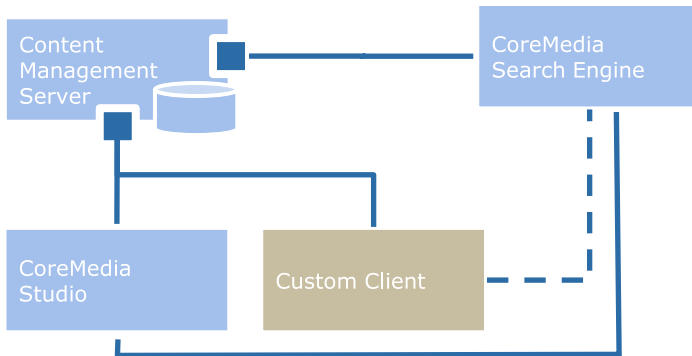 Content
Management
Server
CoreMedia
Search Engine
CoreMedia
Studio
Custom Client